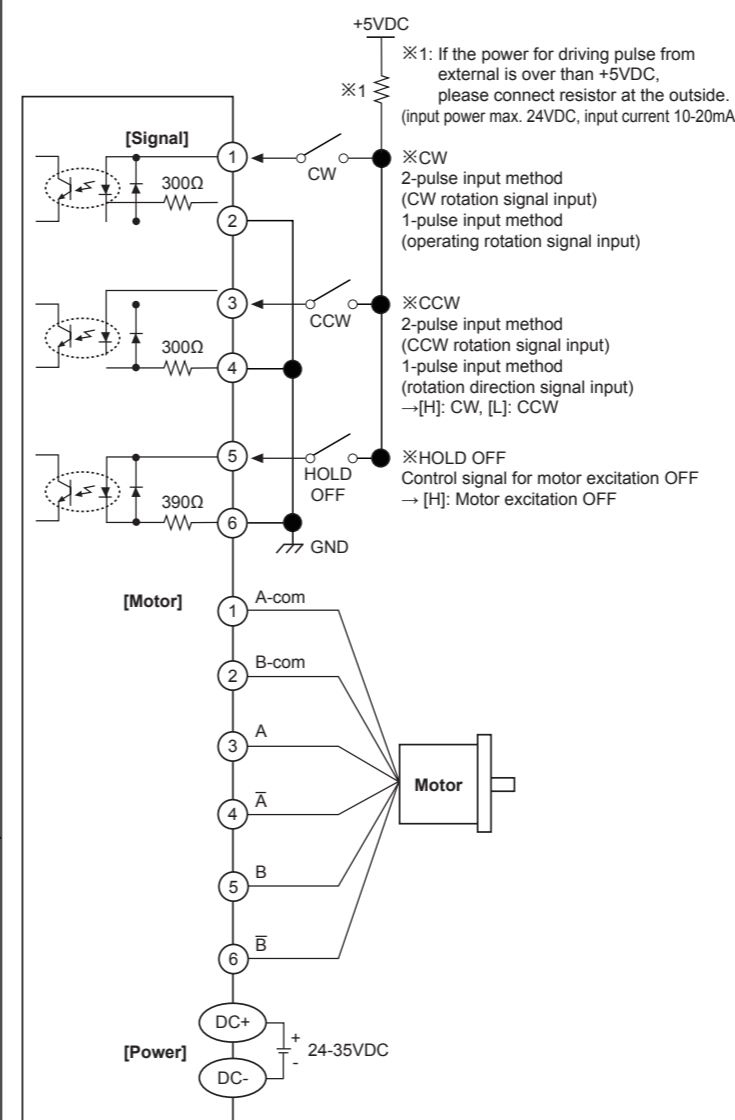 +5VDC
※1: If the power for driving pulse from
external is over than +5VDC,
please connect resistor at the outside.
(input power max. 24VDC, input current 10-20mA
※1
[Signal]
1
CW
300Ω
2
※CW
2-pulse input method
(CW rotation signal input)
1-pulse input method
(operating rotation signal input)
3
CCW
300Ω
4
※CCW
2-pulse input method
(CCW rotation signal input)
1-pulse input method
(rotation direction signal input)
→[H]: CW, [L]: CCW
5
HOLD
OFF
390Ω
6
GND
※HOLD OFF
Control signal for motor excitation OFF
→ [H]: Motor excitation OFF
[Motor]
1
A-com
2
B-com
3
A
4
A̅
5
B
6
B̅
Motor
[Power]
DC+
DC-
+
-
24-35VDC